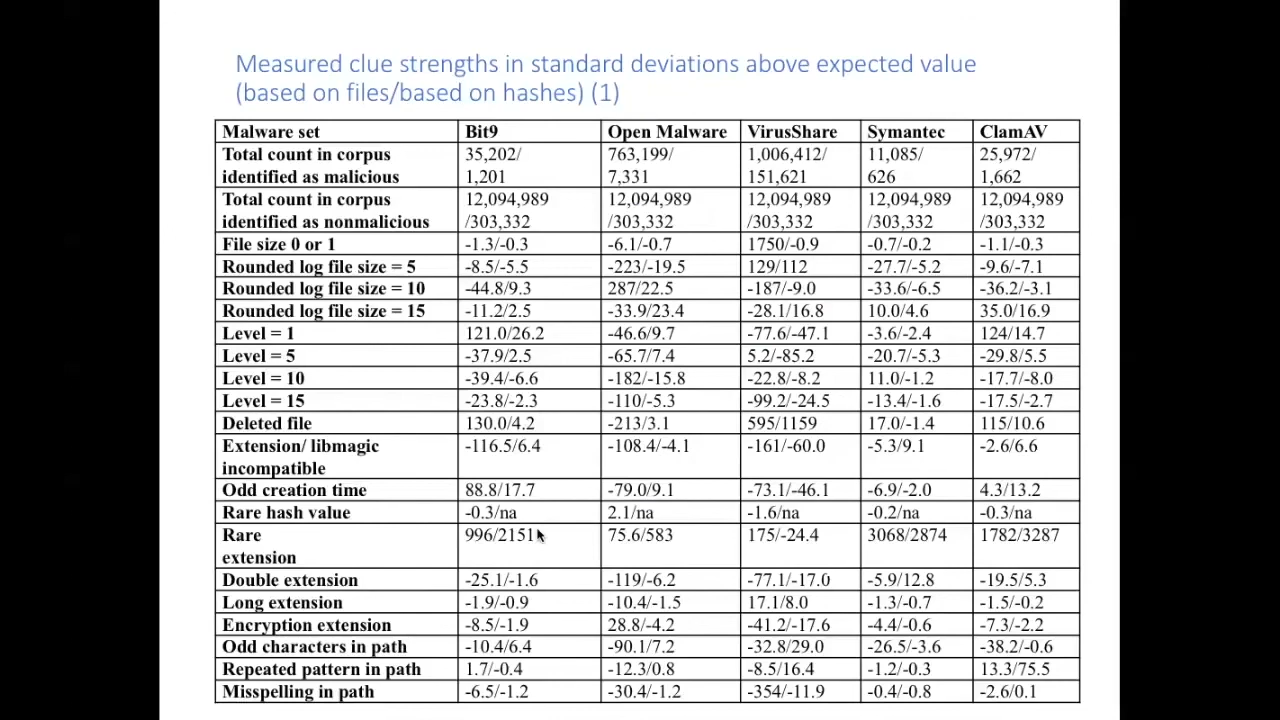 Measured clue strengths in standard deviations above expected value
(based on files/based on hashes) (1)
Malware set Bit9 Open Malware VirusShare Symantec ClamAV
Total count in corpus 35,202/ 763,199/ 1,006,412/ 11,085/ 25,972/
identified as malicious 1,201 7,331 151,621 626 1,662
Total count in corpus 12,094,989 12,094,989 12,094,989 12,094,989 12,094,989
identified as nonmalicious /303,332 /303,332 /303,332 /303,332 /303,332
File size 0 or 1 -1.3/-0.3 -6.1/-0.7 1750/-0.9 -0.7/-0.2 -1.1/-0.3
Rounded log file size = 5 -8.5/-5.5 -223/-19.5 129/112 -27.7/-5.2 -9.6/-7.1
Rounded log file size = 10 -44.8/9.3 287/22.5 -187/-9.0 -33.6/-6.5 -36.2/-3.1
Rounded log file size = 15 -11.2/2.5 -33.9/23.4 -28.1/16.8 10.0/4.6 35.0/16.9
Level = 1 121.0/26.2 -46.6/9.7 -77.6/-47.1 -3.6/-2.4 124/14.7
Level = 5 -37.9/2.5 -65.7/7.4 5.2/-85.2 -20.7/-5.3 -29.8/5.5
Level = 10 -39.4/-6.6 -182/-15.8 -22.8/-8.2 11.0/-1.2 -17.7/-8.0
Level = 15 -23.8/-2.3 -110/-5.3 -99.2/-24.5 -13.4/-1.6 -17.5/-2.7
Deleted file 130.0/4.2 -213/3.1 595/1159 17.0/-1.4 115/10.6
Extension/ libmagic -116.5/6.4 -108.4/-4.1 -161/-60.0 -5.3/9.1 -2.6/6.6
incompatible
Odd creation time 88.8/17.7 -79.0/9.1 -73.1/-46.1 -6.9/-2.0 4.3/13.2
Rare hash value -0.3/na 2.1/na -1.6/na -0.2/na -0.3/na
Rare 996/2151 75.6/583 175/-24.4 3068/2874 1782/3287
extension
Double extension -25.1/-1.6 -119/-6.2 -77.1/-17.0 -5.9/12.8 -19.5/5.3
Long extension -1.9/-0.9 -10.4/-1.5 17.1/8.0 -1.3/-0.7 -1.5/-0.2
Encryption extension -8.5/-1.9 28.8/-4.2 -41.2/-17.6 -4.4/-0.6 -7.3/-2.2
Odd characters in path -10.4/6.4 -90.1/7.2 -32.8/29.0 -26.5/-3.6 -38.2/-0.6
Repeated pattern in path 1.7/-0.4 -12.3/0.8 -8.5/16.4 -1.2/-0.3 13.3/75.5
Misspelling in path -6.5/-1.2 -30.4/-1.2 -354/-11.9 -0.4/-0.8 -2.6/0.1